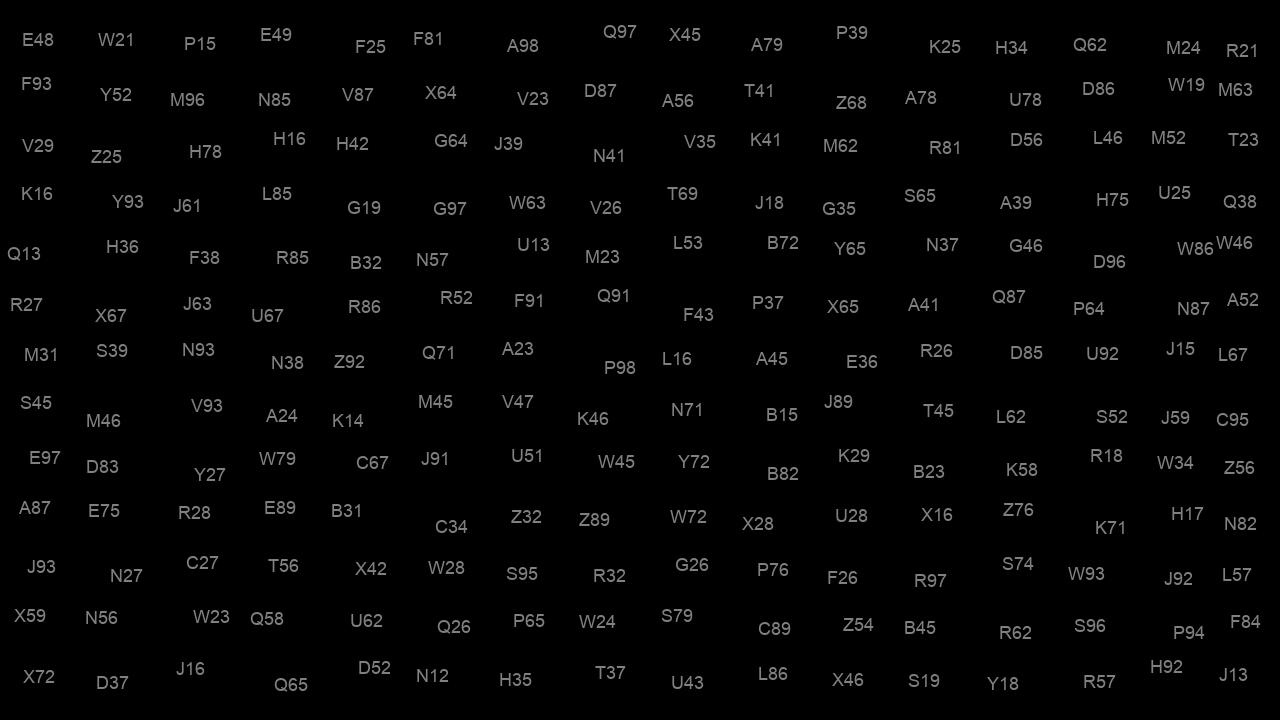 E48 W21 P15 E49 F25 F81 A98 Q97 X45 A79 P39 K25 H34 Q62 M24 R21
F93 Y52 M96 N85 V87 X64 V23 D87 A56 T41 Z68 A78 U78 D86 W19 M63
V29 Z25 H78 H16 H42 G64 J39 N41 V35 K41 M62 R81 D56 L46 M52 T23
K16 Y93 J61 L85 G19 G97 W63 V26 T69 J18 G35 S65 A39 H75 U25 Q38
Q13 H36 F38 R85 B32 N57 U13 M23 L53 B72 Y65 N37 G46 D96 W86 W46
R27 X67 J63 U67 R86 R52 F91 Q91 F43 P37 X65 A41 Q87 P64 N87 A52
M31 S39 N93 N38 Z92 Q71 A23 P98 L16 A45 E36 R26 D85 U92 J15 L67
S45 M46 V93 A24 K14 M45 V47 K46 N71 B15 J89 T45 L62 S52 J59 C95
E97 D83 Y27 W79 C67 J91 U51 W45 Y72 B82 K29 B23 K58 R18 W34 Z56
A87 E75 R28 E89 B31 C34 Z32 Z89 W72 X28 U28 X16 Z76 K71 H17 N82
J93 N27 C27 T56 X42 W28 S95 R32 G26 P76 F26 R97 S74 W93 J92 L57
X59 N56 W23 Q58 U62 Q26 P65 W24 S79 C89 Z54 B45 R62 S96 P94 F84
X72 D37 J16 Q65 D52 N12 H35 T37 U43 L86 X46 S19 Y18 R57 H92 J13